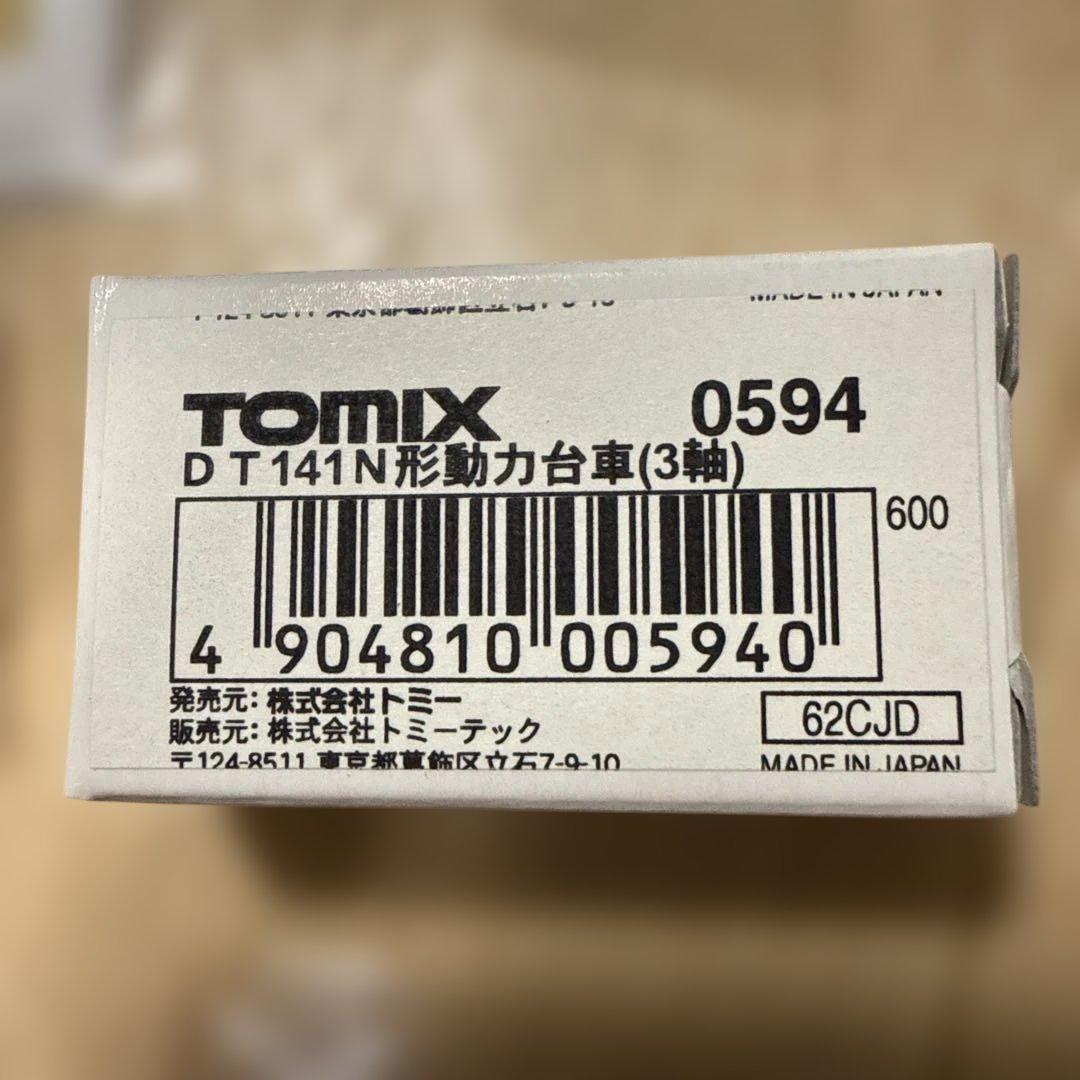 MADE IN JAPAN
TOMIX 0594
DT141N形動力台車(3軸)
600
4 904810 005940
発売元: 株式会社トミー
販売元: 株式会社トミーテック
62CJD
〒124-8511 東京都葛飾区立石7-9-10
MADE IN JAPAN